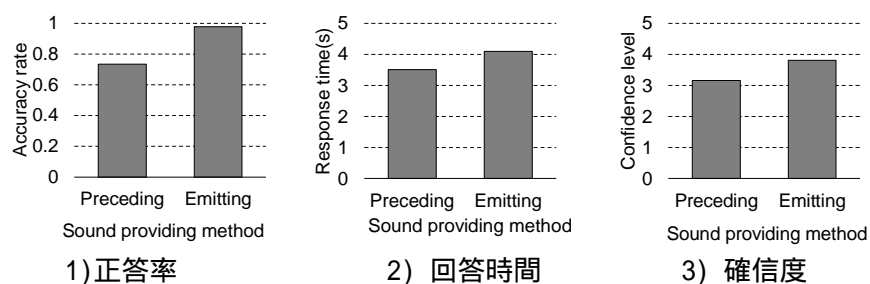 Accuracy rate
1
0.8
0.6
0.4
0.2
0
Preceding Emitting
Sound providing method
1)正答率
Response time(s)
5
4
3
2
1
0
Preceding Emitting
Sound providing method
2) 回答時間
Confidence level
5
4
3
2
1
0
Preceding Emitting
Sound providing method
3) 確信度